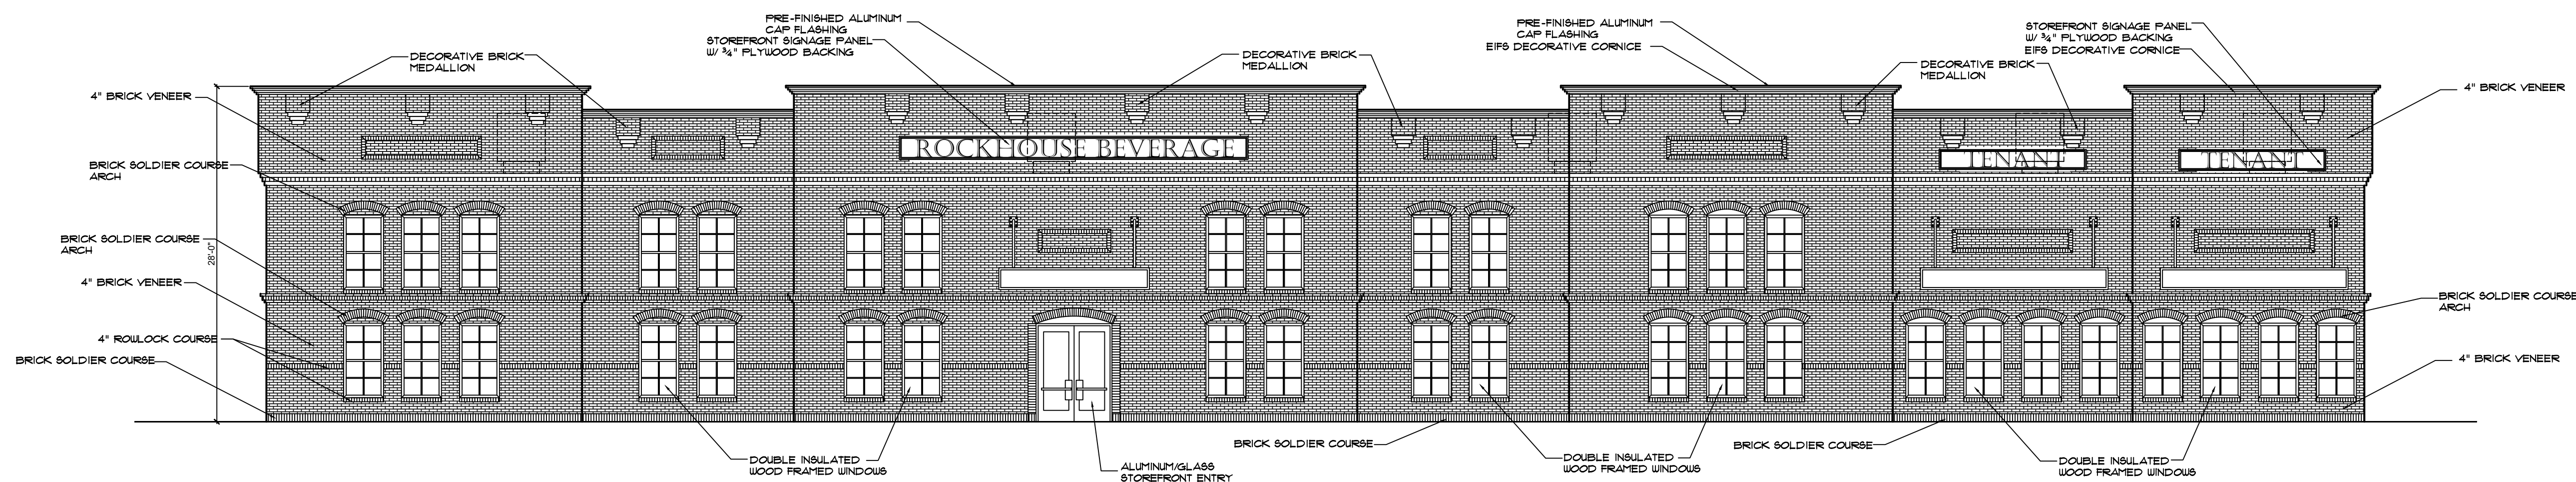 PRE-FINISHED ALUMINUM
CAP FLASHING
STOREFRONT SIGNAGE PANEL
W/ ¾" PLYWOOD BACKING
DECORATIVE BRICK
MEDALLION
DECORATIVE BRICK
MEDALLION
PRE-FINISHED ALUMINUM
CAP FLASHING
EIFS DECORATIVE CORNICE
STOREFRONT SIGNAGE PANEL
W/ ¾" PLYWOOD BACKING
EIFS DECORATIVE CORNICE
DECORATIVE BRICK
MEDALLION
4" BRICK VENEER
4" BRICK VENEER
ROCKHOUSE BEVERAGE
TENANT
TENANT
BRICK SOLDIER COURSE
ARCH
BRICK SOLDIER COURSE
ARCH
28'-0"
4" BRICK VENEER
BRICK SOLDIER COURSE
ARCH
4" ROWLOCK COURSE
BRICK SOLDIER COURSE
4" BRICK VENEER
BRICK SOLDIER COURSE
BRICK SOLDIER COURSE
DOUBLE INSULATED
WOOD FRAMED WINDOWS
ALUMINUM/GLASS
STOREFRONT ENTRY
DOUBLE INSULATED
WOOD FRAMED WINDOWS
DOUBLE INSULATED
WOOD FRAMED WINDOWS